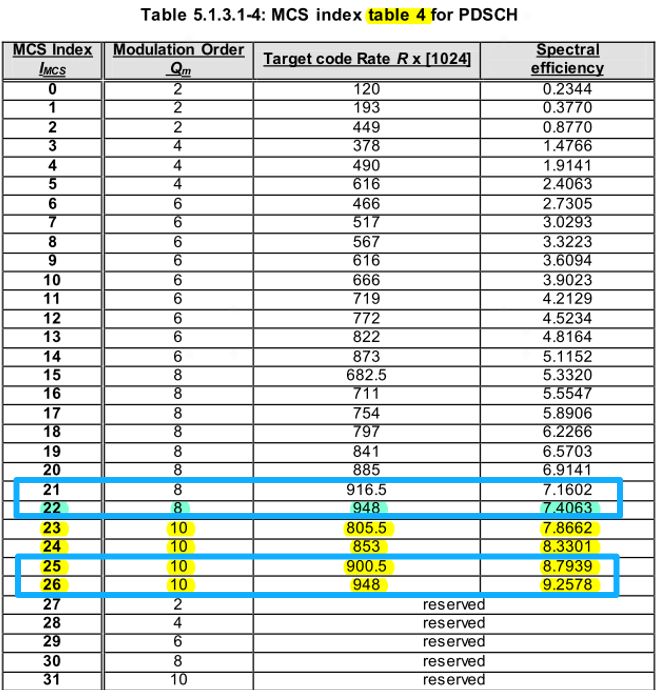 Table 5.1.3.1-4: MCS index table 4 for PDSCH
MCS Index Modulation Order Target code Rate R x [1024] Spectral
IMCS Qm efficiency
0 2 120 0.2344
1 2 193 0.3770
2 2 449 0.8770
3 4 378 1.4766
4 4 490 1.9141
5 4 616 2.4063
6 6 466 2.7305
7 6 517 3.0293
8 6 567 3.3223
9 6 616 3.6094
10 6 666 3.9023
11 6 719 4.2129
12 6 772 4.5234
13 6 822 4.8164
14 6 873 5.1152
15 8 682.5 5.3320
16 8 711 5.5547
17 8 754 5.8906
18 8 797 6.2266
19 8 841 6.5703
20 8 885 6.9141
21 8 916.5 7.1602
22 8 948 7.4063
23 10 805.5 7.8662
24 10 853 8.3301
25 10 900.5 8.7939
26 10 948 9.2578
27 2 reserved
28 4 reserved
29 6 reserved
30 8 reserved
31 10 reserved